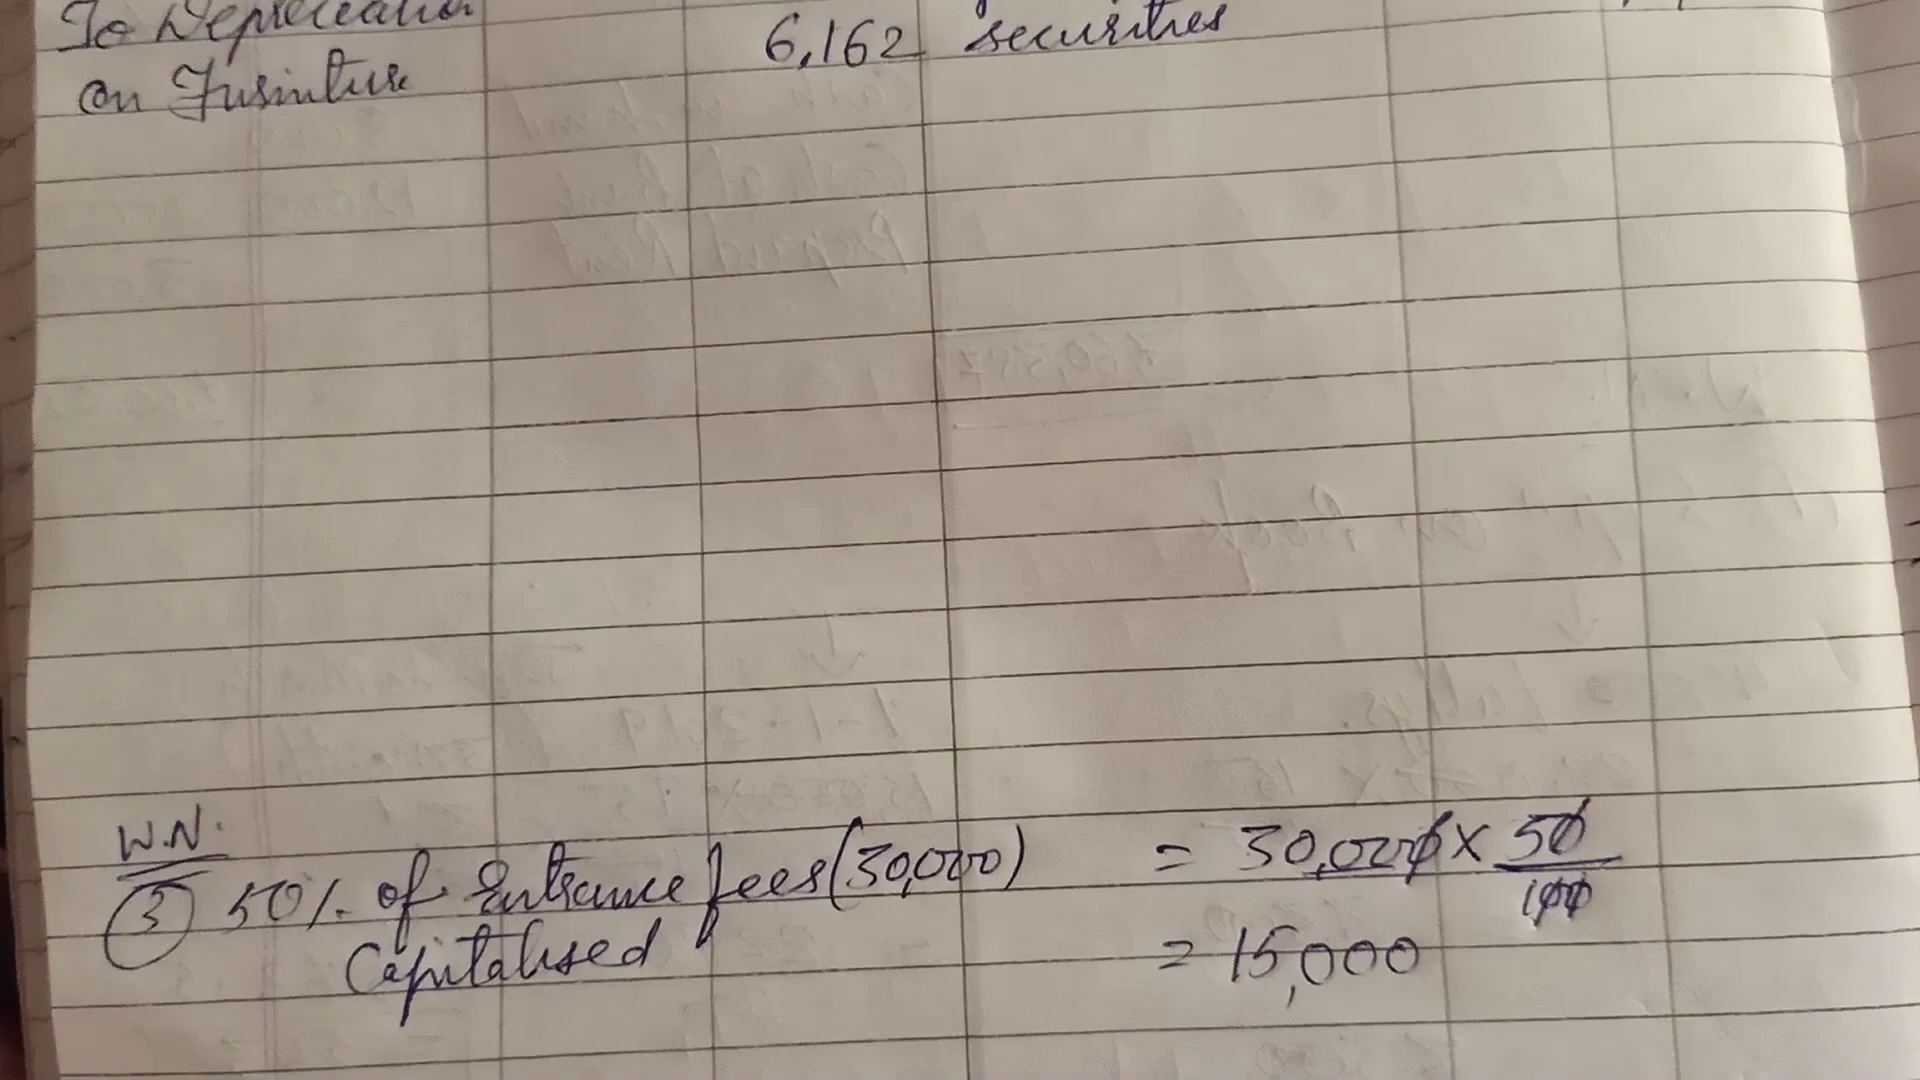 To Depreciation
on Furniture 6,162 securities
W.N.
③ 50% of Entrance fees (30,000) = 30,000 × 50/100
Capitalised = 15,000